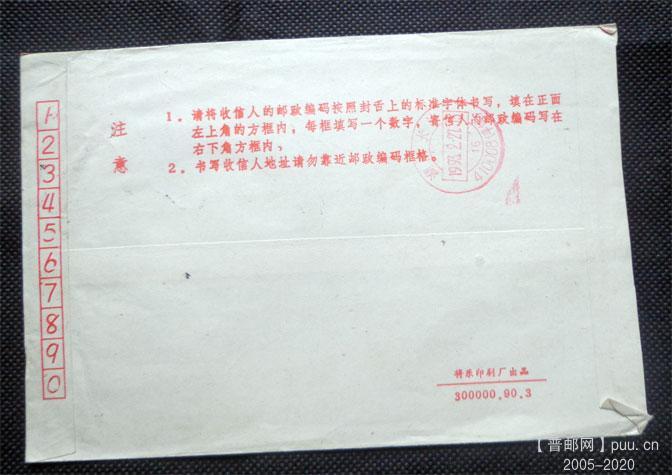 1
2
3
4
5
6
7
8
9
0
注
意
1. 请将收信人的邮政编码按照封舌上的标准字体书写,填在正面
左上角的方框内,每框填写一个数字,寄信人的邮政编码写在
右下角方框内,
2. 书写收信人地址请勿靠近邮政编码框格。
将乐印刷厂出品
300000.90.3
【晋邮网】puu.cn
2005-2020